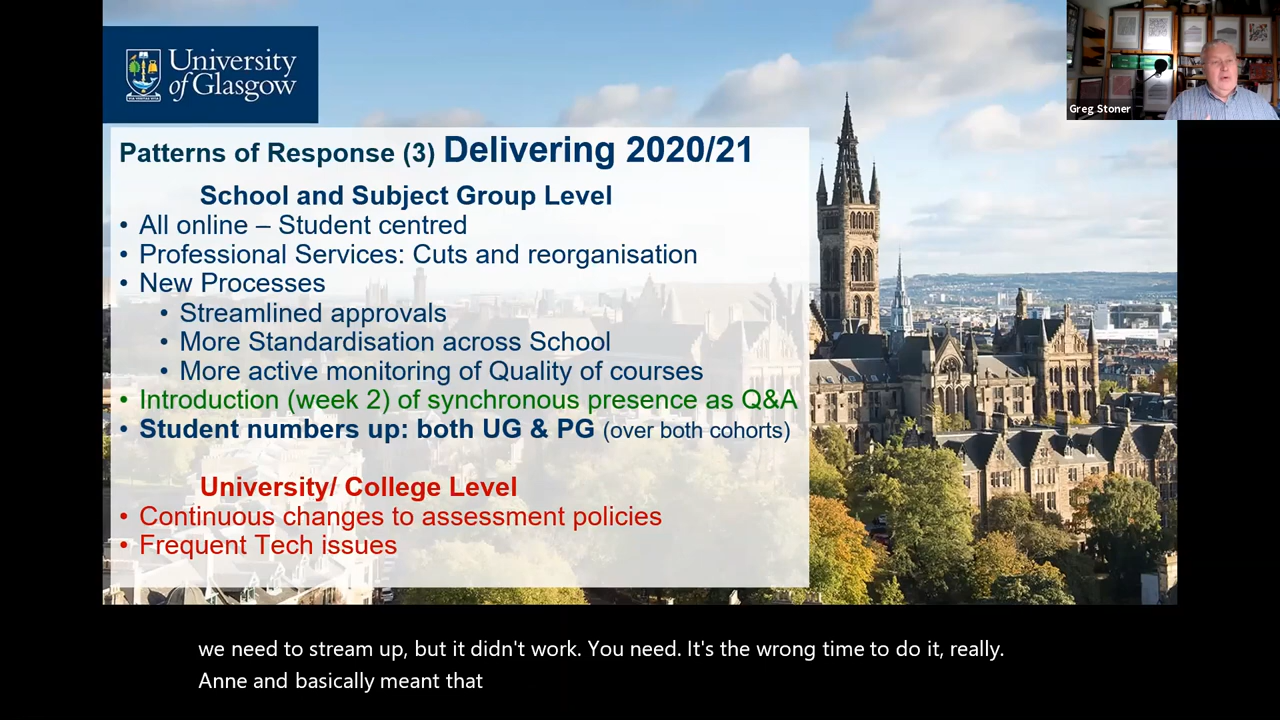 University
of Glasgow
Greg Stoner
Patterns of Response (3) Delivering 2020/21
School and Subject Group Level
• All online – Student centred
• Professional Services: Cuts and reorganisation
• New Processes
• Streamlined approvals
• More Standardisation across School
• More active monitoring of Quality of courses
• Introduction (week 2) of synchronous presence as Q&A
• Student numbers up: both UG & PG (over both cohorts)
University/ College Level
• Continuous changes to assessment policies
• Frequent Tech issues
we need to stream up, but it didn't work. You need. It's the wrong time to do it, really.
Anne and basically meant that